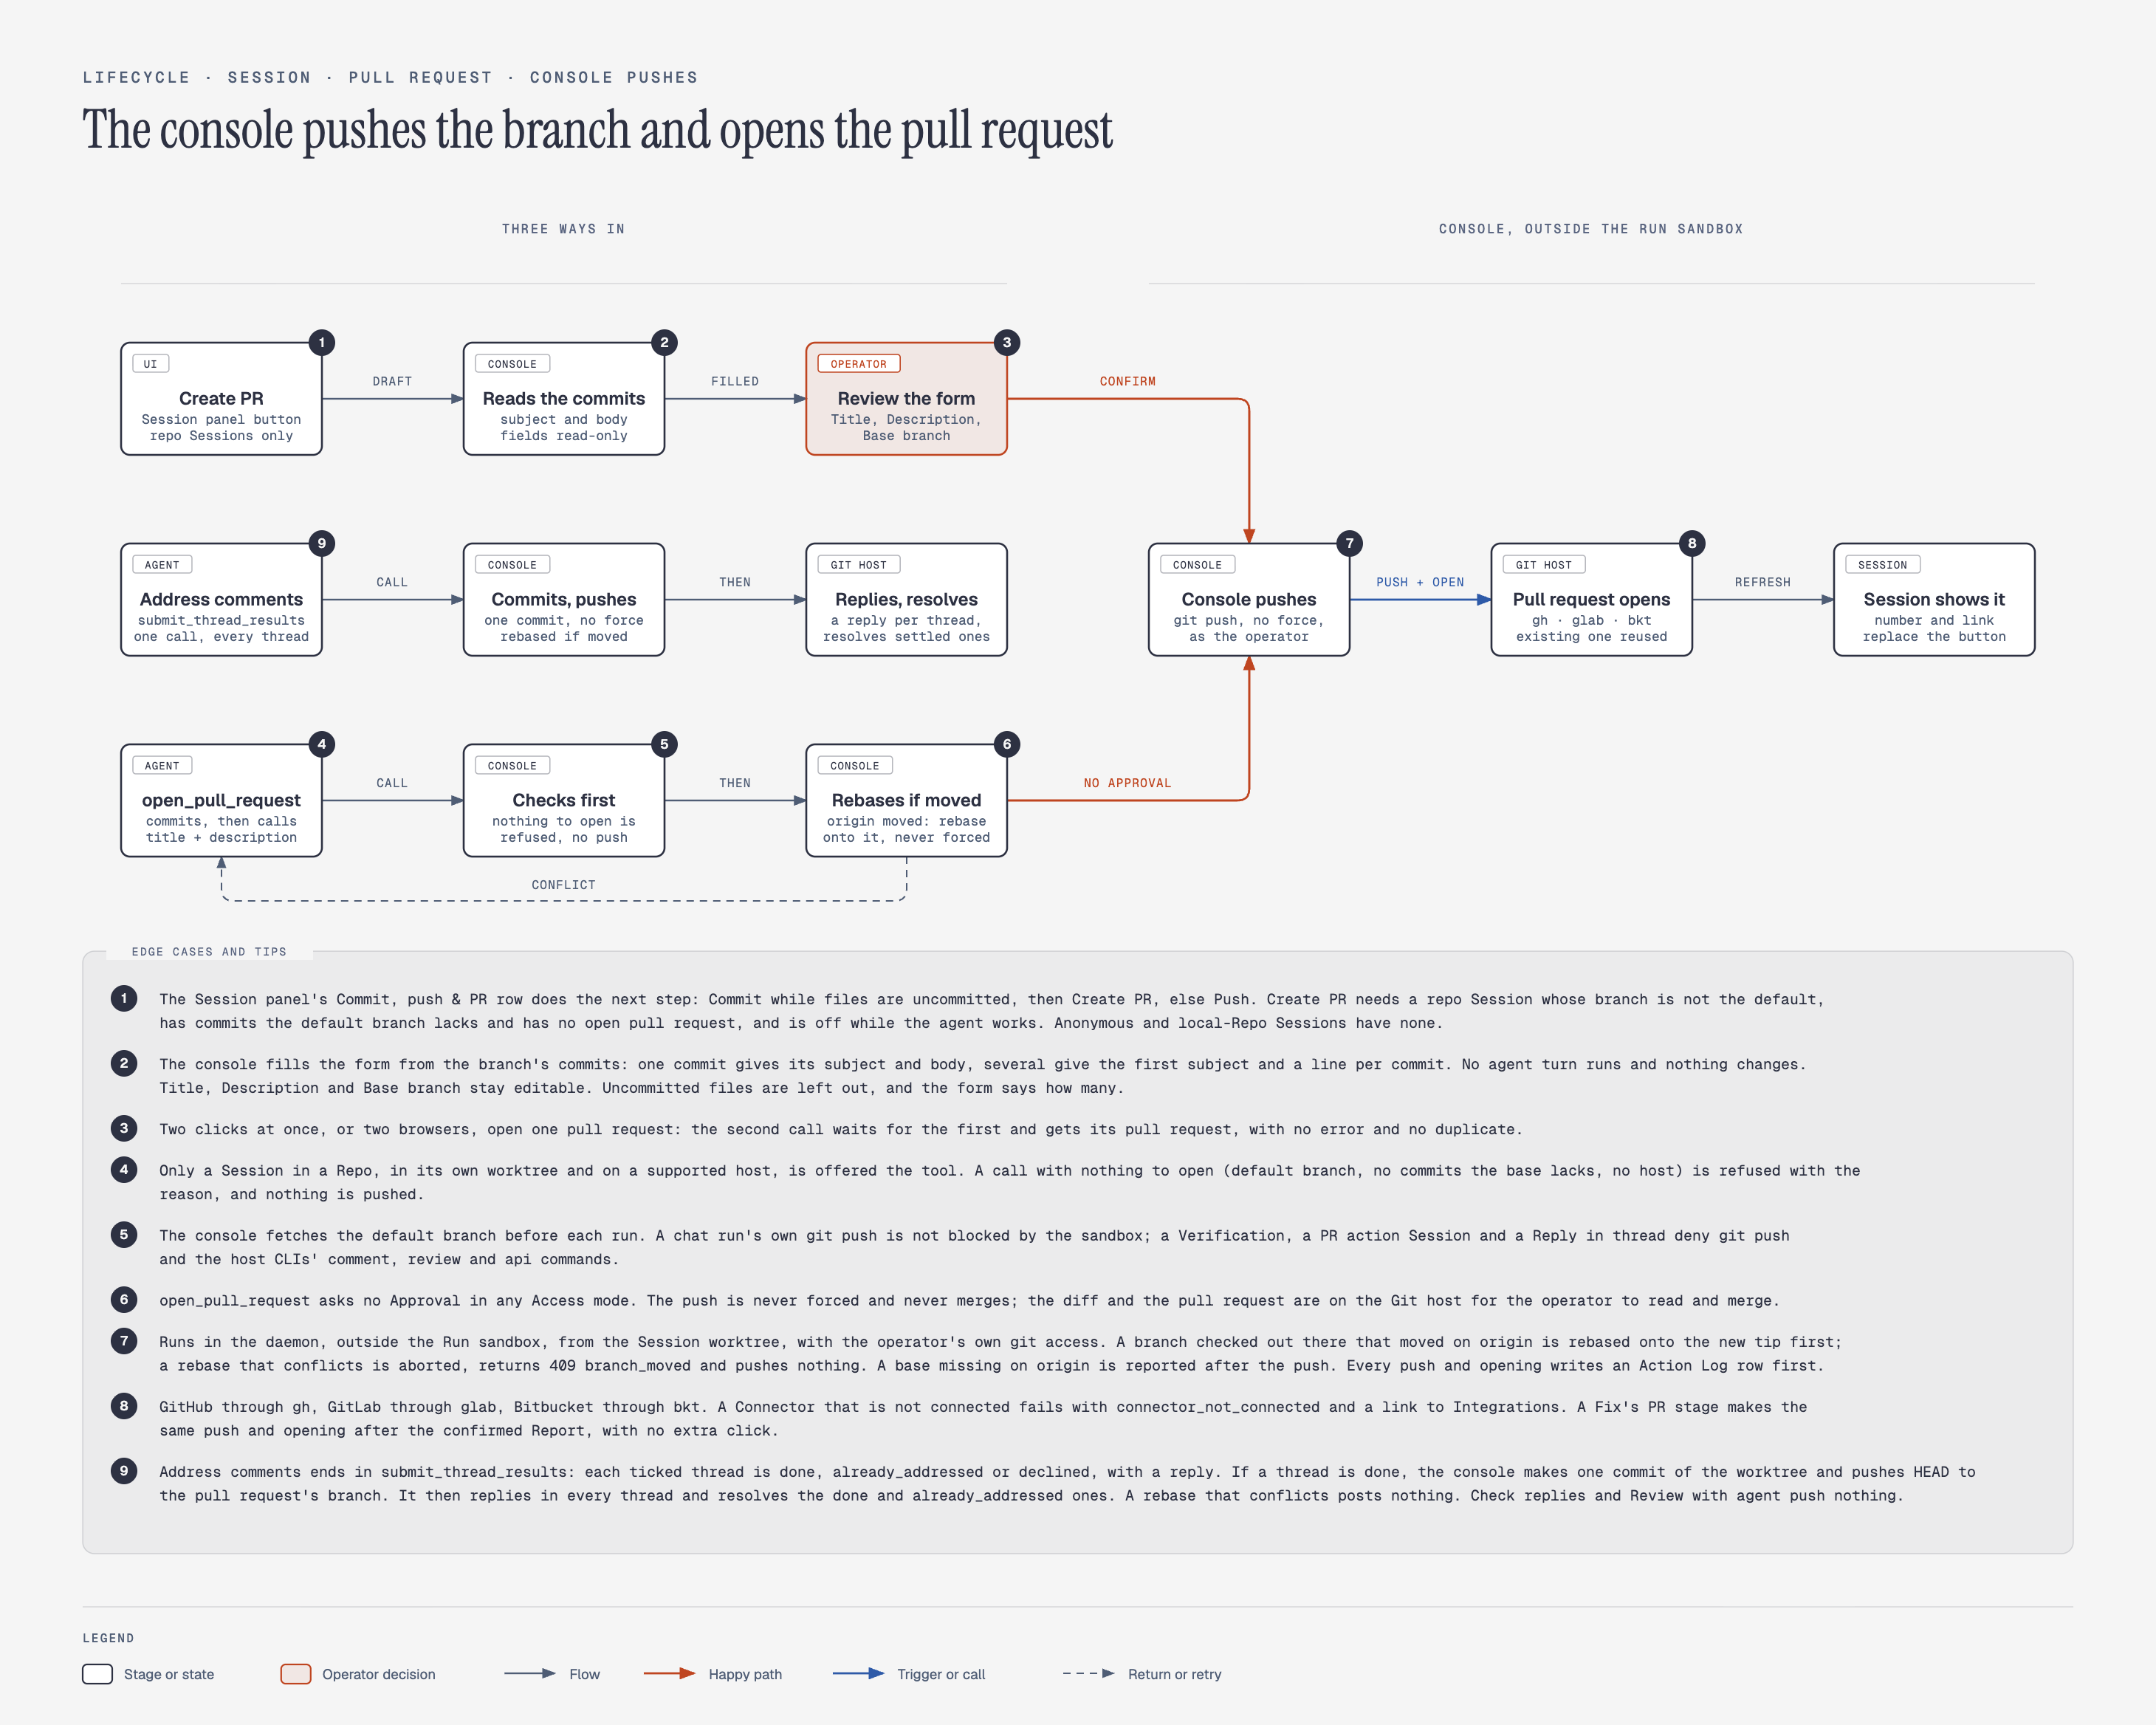 LIFECYCLE · SESSION · PULL REQUEST · CONSOLE PUSHES
The console pushes the branch and opens the pull request
THREE WAYS IN
CONSOLE, OUTSIDE THE RUN SANDBOX
1
UI
Create PR
Session panel button
repo Sessions only
DRAFT
2
CONSOLE
Reads the commits
subject and body
fields read-only
FILLED
3
OPERATOR
Review the form
Title, Description,
Base branch
CONFIRM
9
AGENT
Address comments
submit_thread_results
one call, every thread
CALL
CONSOLE
Commits, pushes
one commit, no force
rebased if moved
THEN
GIT HOST
Replies, resolves
a reply per thread,
resolves settled ones
7
CONSOLE
Console pushes
git push, no force,
as the operator
PUSH + OPEN
8
GIT HOST
Pull request opens
gh · glab · bkt
existing one reused
REFRESH
SESSION
Session shows it
number and link
replace the button
4
AGENT
open_pull_request
commits, then calls
title + description
CALL
5
CONSOLE
Checks first
nothing to open is
refused, no push
THEN
6
CONSOLE
Rebases if moved
origin moved: rebase
onto it, never forced
NO APPROVAL
CONFLICT
EDGE CASES AND TIPS
1 The Session panel's Commit, push & PR row does the next step: Commit while files are uncommitted, then Create PR, else Push. Create PR needs a repo Session whose branch is not the default,
has commits the default branch lacks and has no open pull request, and is off while the agent works. Anonymous and local-Repo Sessions have none.
2 The console fills the form from the branch's commits: one commit gives its subject and body, several give the first subject and a line per commit. No agent turn runs and nothing changes.
Title, Description and Base branch stay editable. Uncommitted files are left out, and the form says how many.
3 Two clicks at once, or two browsers, open one pull request: the second call waits for the first and gets its pull request, with no error and no duplicate.
4 Only a Session in a Repo, in its own worktree and on a supported host, is offered the tool. A call with nothing to open (default branch, no commits the base lacks, no host) is refused with the
reason, and nothing is pushed.
5 The console fetches the default branch before each run. A chat run's own git push is not blocked by the sandbox; a Verification, a PR action Session and a Reply in thread deny git push
and the host CLIs' comment, review and api commands.
6 open_pull_request asks no Approval in any Access mode. The push is never forced and never merges; the diff and the pull request are on the Git host for the operator to read and merge.
7 Runs in the daemon, outside the Run sandbox, from the Session worktree, with the operator's own git access. A branch checked out there that moved on origin is rebased onto the new tip first;
a rebase that conflicts is aborted, returns 409 branch_moved and pushes nothing. A base missing on origin is reported after the push. Every push and opening writes an Action Log row first.
8 GitHub through gh, GitLab through glab, Bitbucket through bkt. A Connector that is not connected fails with connector_not_connected and a link to Integrations. A Fix's PR stage makes the
same push and opening after the confirmed Report, with no extra click.
9 Address comments ends in submit_thread_results: each ticked thread is done, already_addressed or declined, with a reply. If a thread is done, the console makes one commit of the worktree and pushes HEAD to
the pull request's branch. It then replies in every thread and resolves the done and already_addressed ones. A rebase that conflicts posts nothing. Check replies and Review with agent push nothing.
LEGEND
Stage or state
Operator decision
Flow
Happy path
Trigger or call
Return or retry